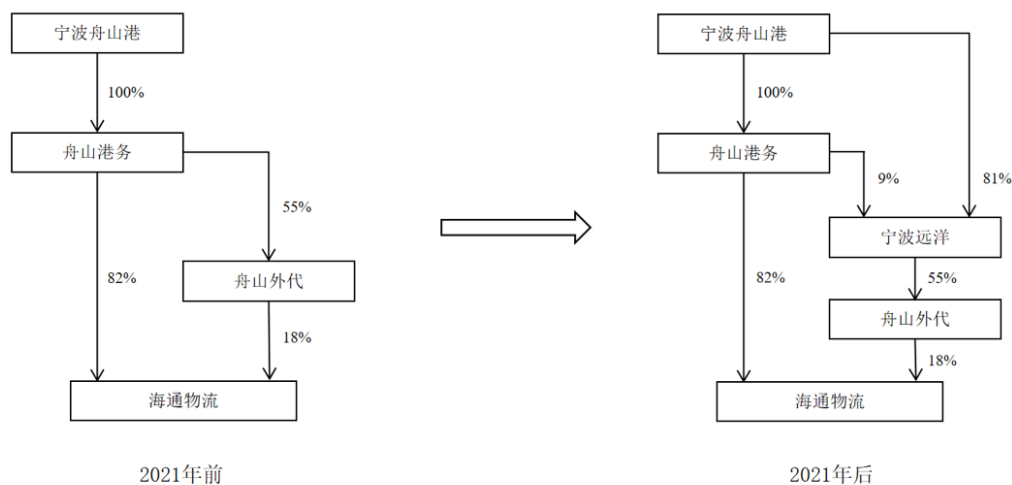 宁波舟山港
100%
舟山港务
55%
82%
舟山外代
18%
海通物流
2021年前
宁波舟山港
100%
舟山港务
9%
81%
宁波远洋
82%
55%
舟山外代
18%
海通物流
2021年后